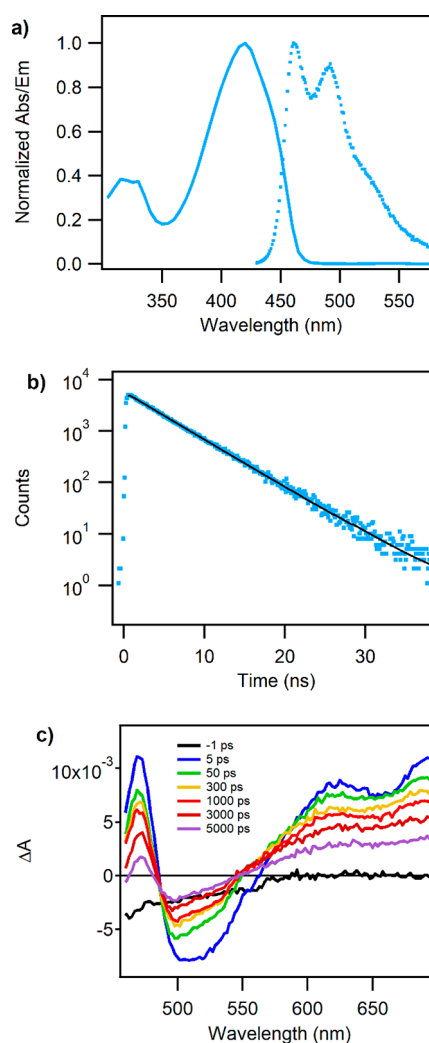 a)
Normalized Abs/Em
1.0
0.8
0.6
0.4
0.2
0.0
350 400 450 500 550
Wavelength (nm)
b)
Counts
10^4
10^3
10^2
10^1
10^0
0 10 20 30
Time (ns)
c)
ΔA
10x10^-3
5
0
-5
-1 ps
5 ps
50 ps
300 ps
1000 ps
3000 ps
5000 ps
500 550 600 650
Wavelength (nm)